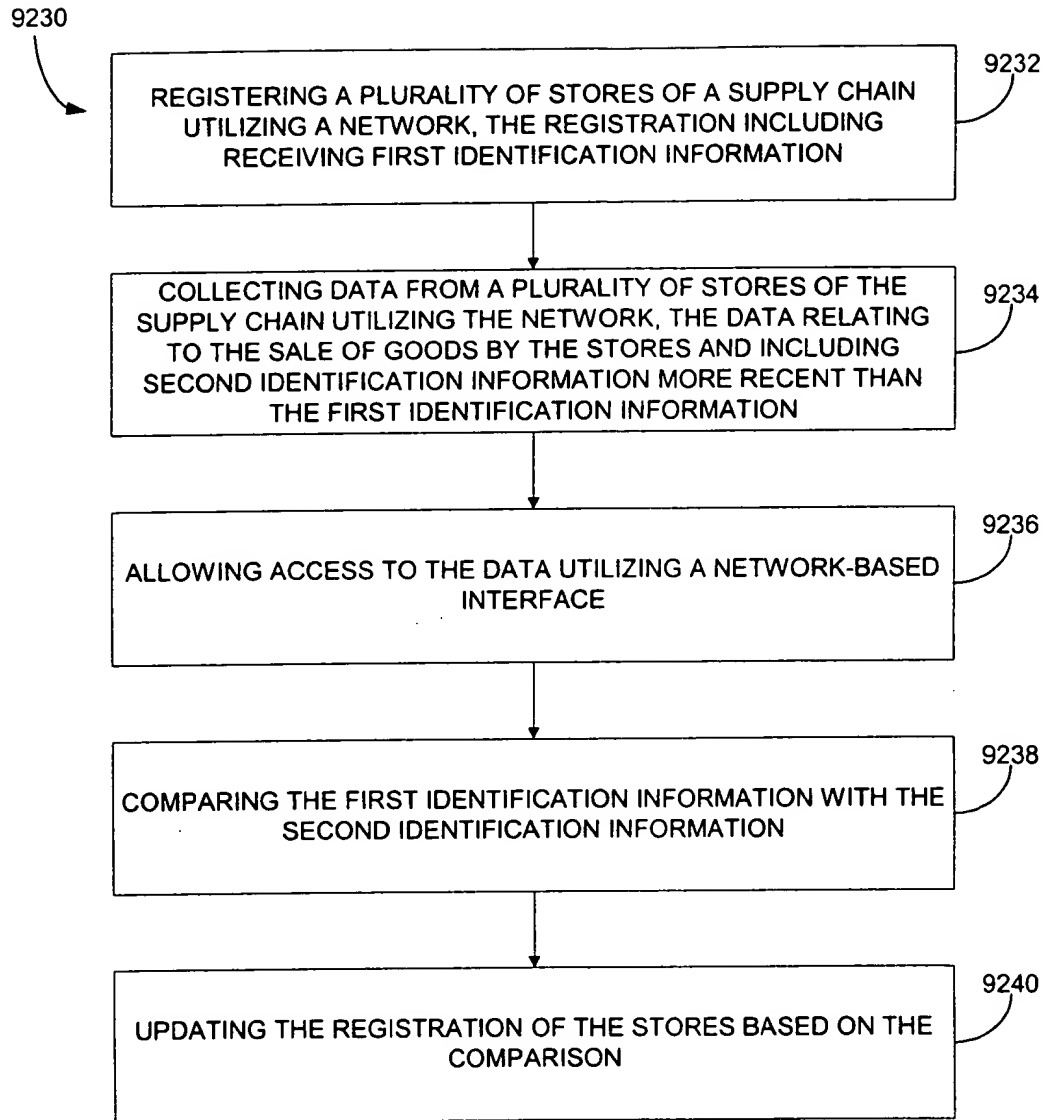 9230
REGISTERING A PLURALITY OF STORES OF A SUPPLY CHAIN
UTILIZING A NETWORK, THE REGISTRATION INCLUDING
RECEIVING FIRST IDENTIFICATION INFORMATION
9232
COLLECTING DATA FROM A PLURALITY OF STORES OF THE
SUPPLY CHAIN UTILIZING THE NETWORK, THE DATA RELATING
TO THE SALE OF GOODS BY THE STORES AND INCLUDING
SECOND IDENTIFICATION INFORMATION MORE RECENT THAN
THE FIRST IDENTIFICATION INFORMATION
9234
ALLOWING ACCESS TO THE DATA UTILIZING A NETWORK-BASED
INTERFACE
9236
COMPARING THE FIRST IDENTIFICATION INFORMATION WITH THE
SECOND IDENTIFICATION INFORMATION
9238
UPDATING THE REGISTRATION OF THE STORES BASED ON THE
COMPARISON
9240